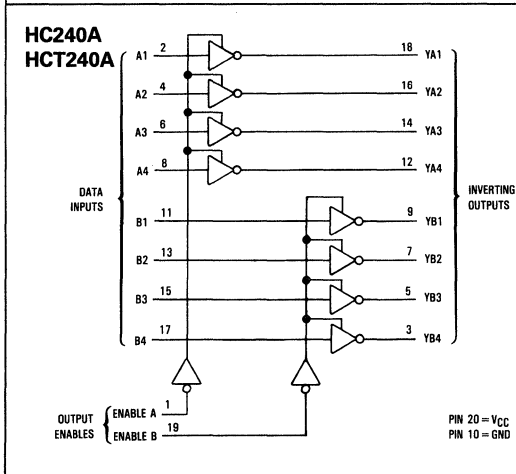 HC240A
HCT240A
A1 2 18 YA1
A2 4 16 YA2
A3 6 14 YA3
A4 8 12 YA4
DATA
INPUTS
INVERTING
OUTPUTS
B1 11 9 YB1
B2 13 7 YB2
B3 15 5 YB3
B4 17 3 YB4
OUTPUT
ENABLES
ENABLE A 1
ENABLE B 19
PIN 20 = VCC
PIN 10 = GND